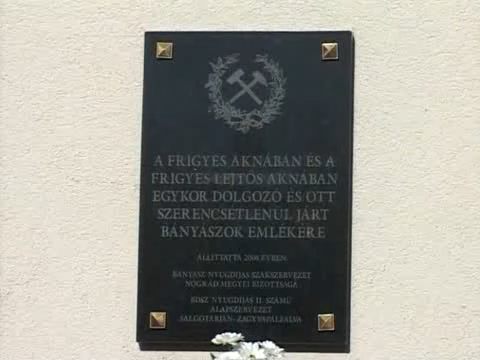 A FRIGYES AKNÁBAN ÉS A
FRIGYES LEJTŐS AKNÁBAN
EGYKOR DOLGOZÓ ÉS OTT
SZERENCSÉTLENÜL JÁRT
BÁNYÁSZOK EMLÉKÉRE
ÁLLÍTTATTA 2006 ÉVBEN:
BÁNYÁSZ NYUGDÍJAS SZAKSZERVEZET
NÓGRÁD MEGYEI BIZOTTSÁGA
BDSZ NYUGDÍJAS II. SZÁMÚ
ALAPSZERVEZET
SALGÓTARJÁN-ZAGYVAPÁLFALVA